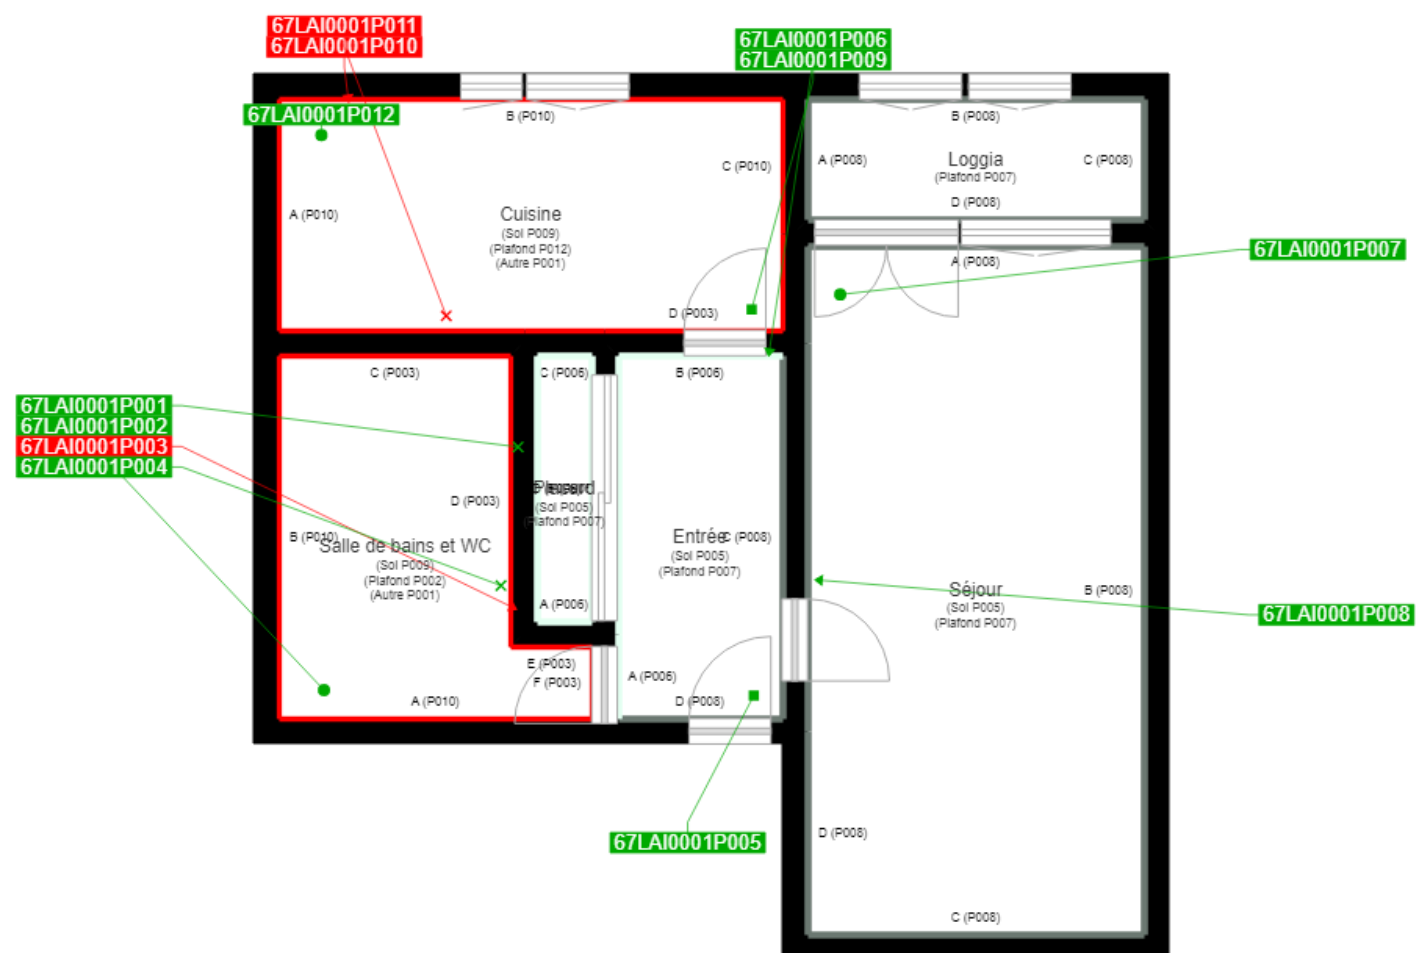 67LAI0001P011
67LAI0001P010
67LAI0001P006
67LAI0001P009
67LAI0001P012
B (P010)
C (P010)
A (P010)
Cuisine
(Sol P009)
(Plafond P012)
(Autre P001)
D (P003)
B (P008)
A (P008)
Loggia
C (P008)
(Plafond P007)
D (P008)
67LAI0001P007
A (P008)
C (P003)
C (P006)
B (P006)
67LAI0001P001
67LAI0001P002
67LAI0001P003
67LAI0001P004
D (P003)
B (P010)
Salle de bains et WC
(Sol P009)
(Plafond P002)
(Autre P001)
(Sol P005)
(Plafond P007)
A (P006)
Entrée
C (P008)
(Sol P005)
(Plafond P007)
Séjour
(Sol P005)
(Plafond P007)
B (P008)
67LAI0001P008
E (P003)
F (P003)
A (P010)
A (P006)
D (P008)
67LAI0001P005
D (P008)
C (P008)